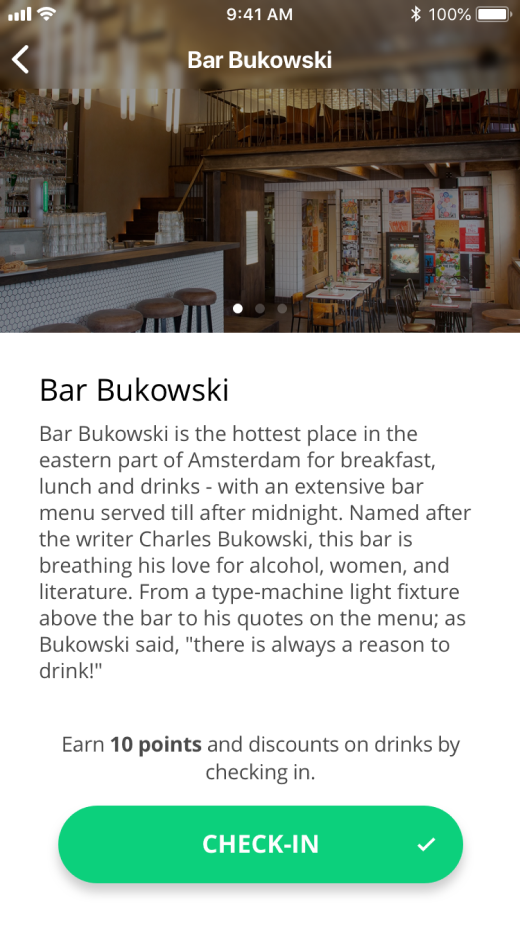 9:41 AM
100%
Bar Bukowski
Bar Bukowski
Bar Bukowski is the hottest place in the
eastern part of Amsterdam for breakfast,
lunch and drinks - with an extensive bar
menu served till after midnight. Named after
the writer Charles Bukowski, this bar is
breathing his love for alcohol, women, and
literature. From a type-machine light fixture
above the bar to his quotes on the menu; as
Bukowski said, "there is always a reason to
drink!"
Earn 10 points and discounts on drinks by
checking in.
CHECK-IN